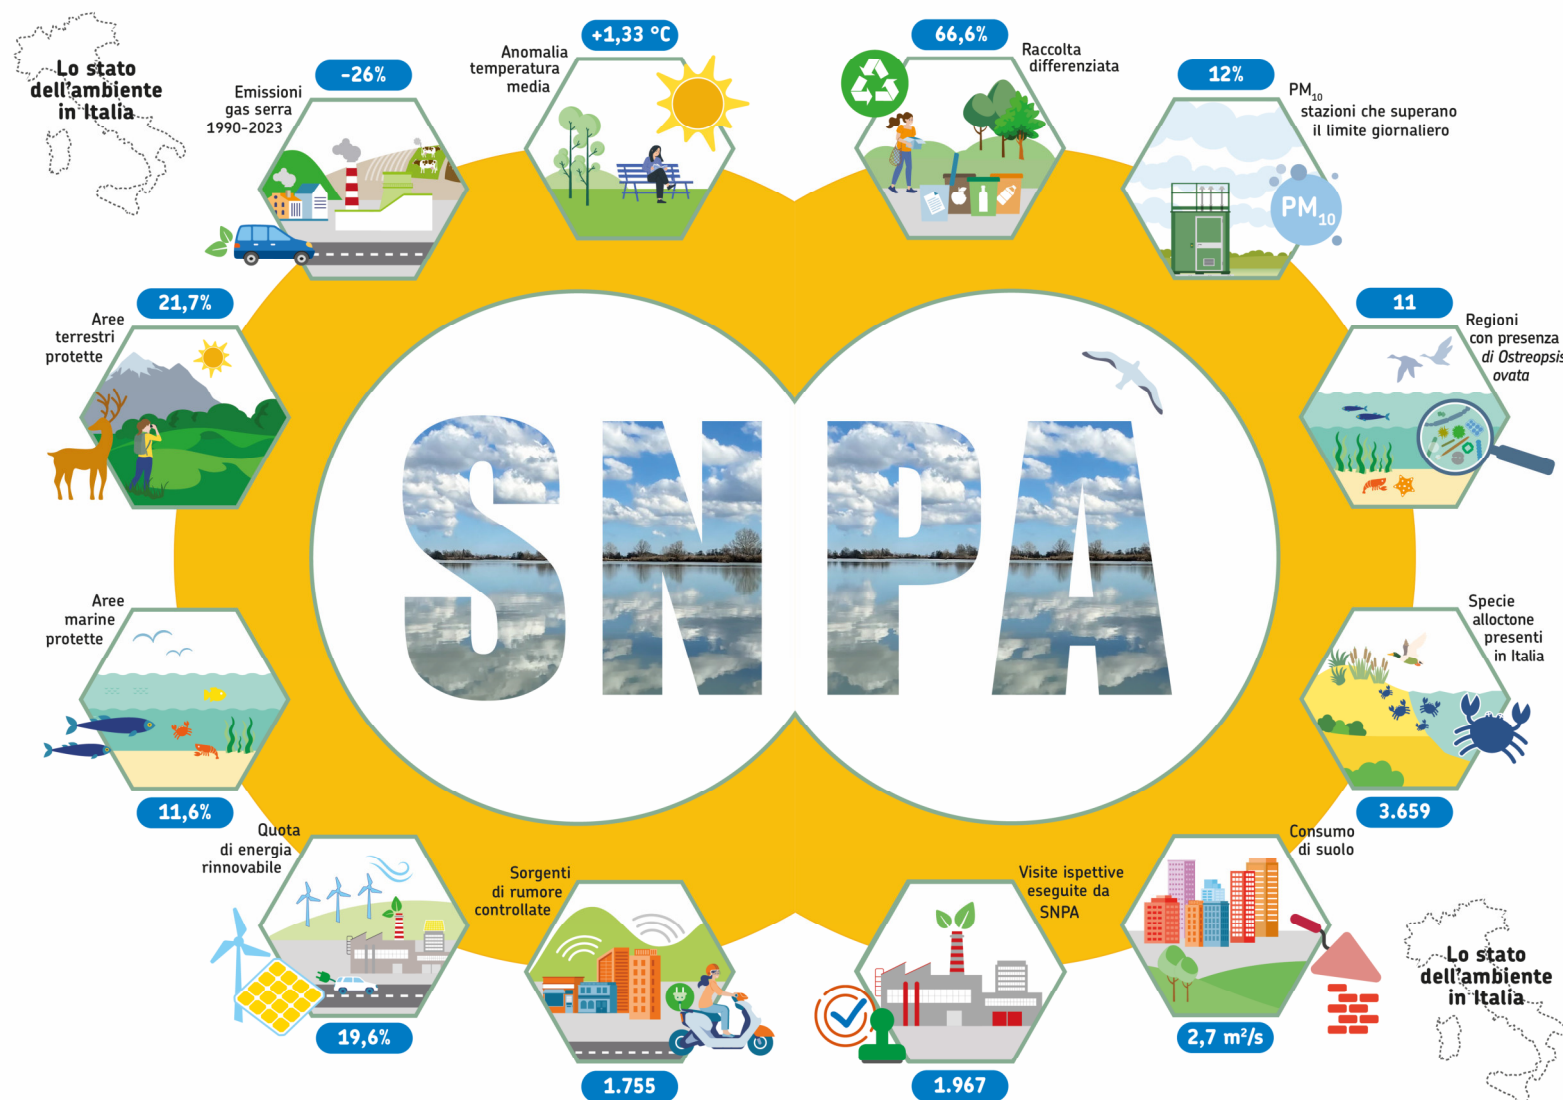 Lo stato
dell'ambiente
in Italia
-26%
Emissioni
gas serra
1990-2023
+1,33 °C
Anomalia
temperatura
media
66,6%
Raccolta
differenziata
12%
PM10
stazioni che superano
il limite giornaliero
PM10
21,7%
Aree
terrestri
protette
11
Regioni
con presenza
di Ostreopsis
ovata
SNPA
Aree
marine
protette
11,6%
Specie
alloctone
presenti
in Italia
3.659
Quota
di energia
rinnovabile
19,6%
Sorgenti
di rumore
controllate
1.755
Visite ispettive
eseguite da
SNPA
1.967
Consumo
di suolo
2,7 m²/s
Lo stato
dell'ambiente
in Italia